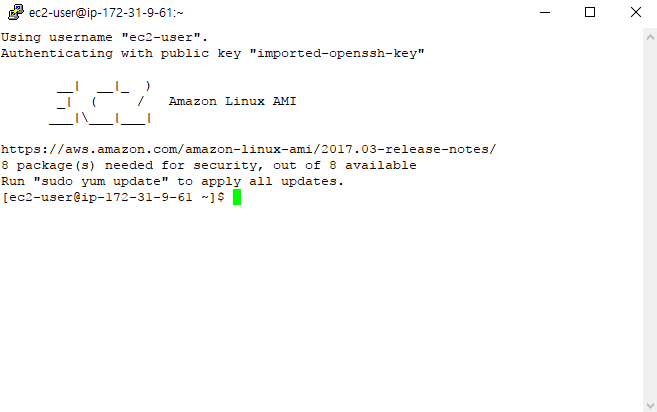 ec2-user@ip-172-31-9-61:~
Using username "ec2-user".
Authenticating with public key "imported-openssh-key"
       __|  __|_  )
       _|  (     /   Amazon Linux AMI
      ___|\___|___|
https://aws.amazon.com/amazon-linux-ami/2017.03-release-notes/
8 package(s) needed for security, out of 8 available
Run "sudo yum update" to apply all updates.
[ec2-user@ip-172-31-9-61 ~]$